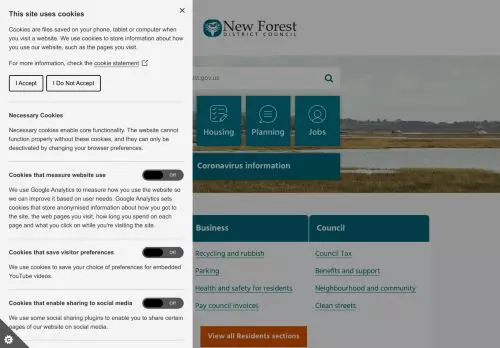 This site uses cookies
Cookies are files saved on your phone, tablet or computer
when you visit a website. We use cookies to store information about
how you use our website, such as the pages you visit.
For more information, check the cookie statement
I Accept
I Do Not Accept
Necessary Cookies
Necessary cookies enable core functionality. The website cannot
function properly without these cookies, and they can only be
deactivated by changing your browser preferences.
Cookies that measure website use
Off
We use Google Analytics to measure how you use the website
so we can improve it based on user needs. Google Analytics sets
cookies that store anonymised information about how you got to
the site, the web pages you visit, how long you spend on each
page and what you click on while you're visiting the site.
Cookies that save visitor preferences
Off
We use cookies to save your choice of preferences for embedded
YouTube videos.
Cookies that enable sharing to social media
Off
We use some social sharing plugins to enable you to share certain
pages of our website on social media.
New Forest
DISTRICT COUNCIL
st.gov.uk
Housing
Planning
Jobs
Coronavirus information
Business
Council
Recycling and rubbish
Council Tax
Parking
Benefits and support
Health and safety for residents
Neighbourhood and community
Pay council invoices
Clean streets
View all Residents sections